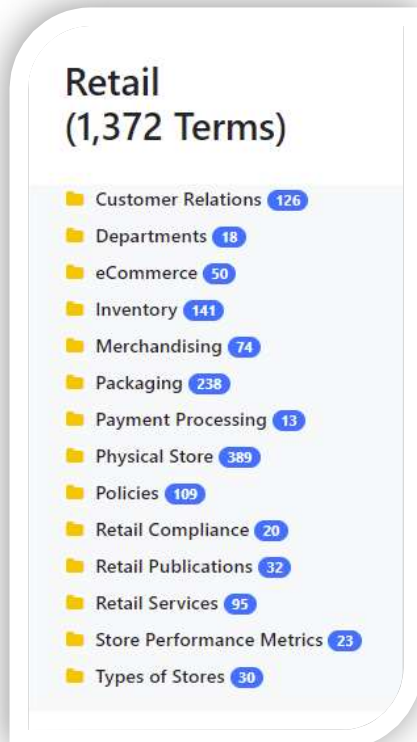 Retail
(1,372 Terms)
Customer Relations 126
Departments 18
eCommerce 50
Inventory 141
Merchandising 74
Packaging 238
Payment Processing 13
Physical Store 389
Policies 109
Retail Compliance 20
Retail Publications 32
Retail Services 95
Store Performance Metrics 23
Types of Stores 30